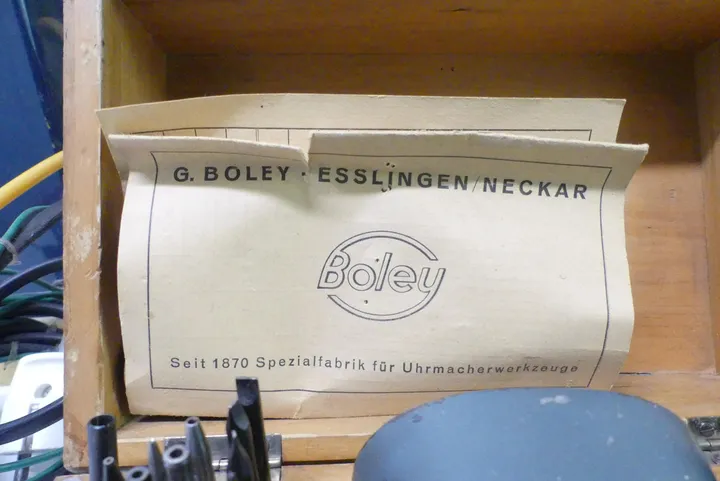 G. BOLEY · ESSLINGEN/NECKAR
Boley
Seit 1870 Spezialfabrik für Uhrmacherwerkzeuge